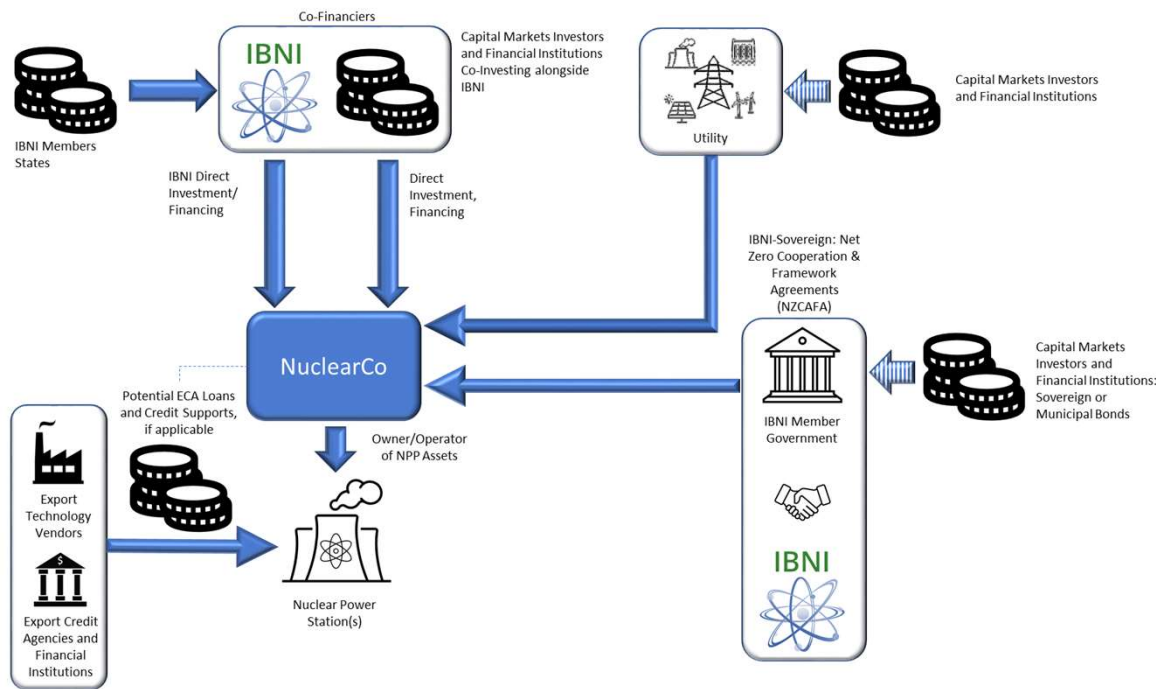 Co-Financiers
IBNI
Capital Markets Investors
and Financial Institutions
Co-Investing alongside
IBNI
IBNI Members
States
Utility
Capital Markets Investors
and Financial Institutions
IBNI Direct
Investment/
Financing
Direct
Investment,
Financing
IBNI-Sovereign: Net
Zero Cooperation &
Framework
Agreements
(NZCAFA)
NuclearCo
IBNI Member
Government
Capital Markets
Investors and
Financial Institutions:
Sovereign or
Municipal Bonds
Potential ECA Loans
and Credit Supports,
if applicable
Owner/Operator
of NPP Assets
Export
Technology
Vendors
$
Export Credit
Agencies and
Financial
Institutions
Nuclear Power
Station(s)
IBNI